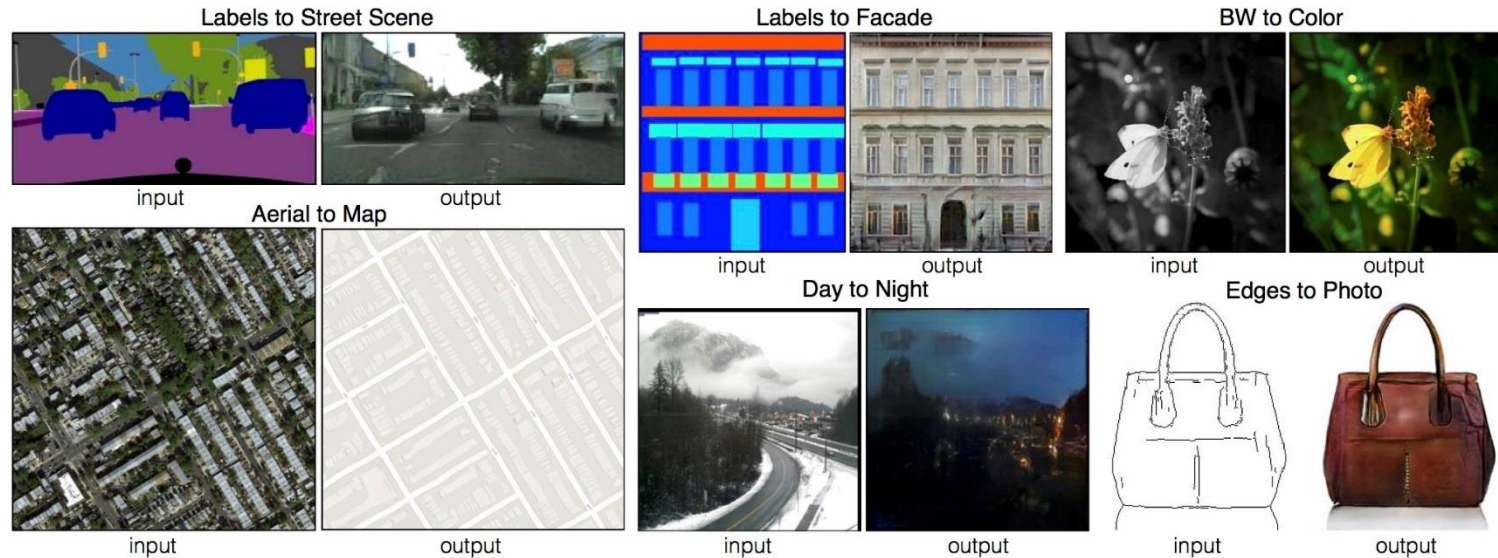 Labels to Street Scene
input
output
Aerial to Map
input
output
Labels to Facade
input
output
BW to Color
input
output
Day to Night
input
output
Edges to Photo
input
output